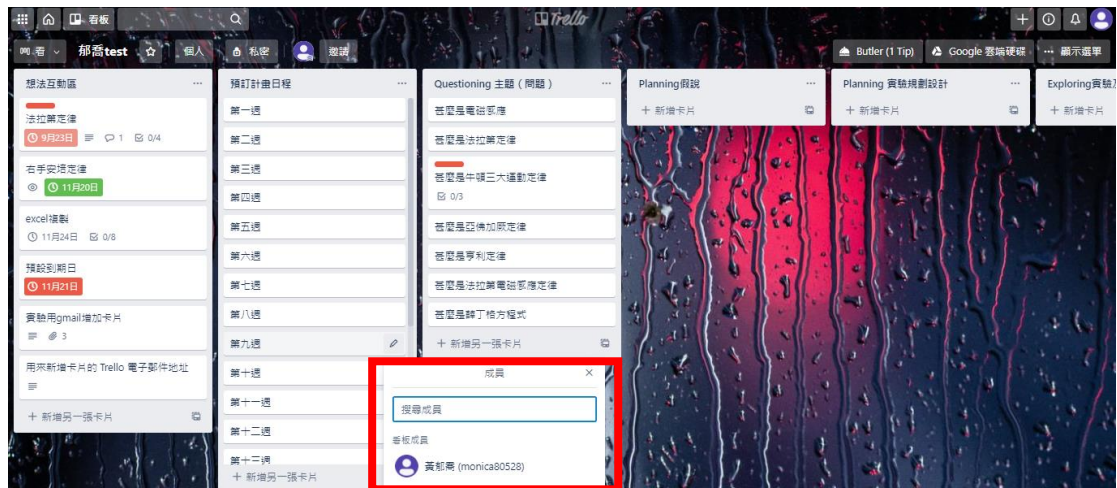 看板
Trello
看
郁喬test
個人
私密
邀請
Butler (1 Tip)
Google 雲端硬碟
顯示選單
想法互動區
法拉第定律
9月23日
1
0/4
右手安培定律
11月20日
excel複製
11月24日
0/8
預設到期日
11月21日
實驗用gmail增加卡片
3
用來新增卡片的 Trello 電子郵件地址
+ 新增另一張卡片
預訂計畫日程
第一週
第二週
第三週
第四週
第五週
第六週
第七週
第八週
第九週
第十週
第十一週
第十二週
第十三週
+ 新增另一張卡片
Questioning 主題（問題）
甚麼是電磁感應
甚麼是法拉第定律
甚麼是牛頓三大運動定律
0/3
甚麼是亞佛加厥定律
甚麼是亨利定律
甚麼是法拉第電磁感應定律
甚麼是薛丁格方程式
+ 新增另一張卡片
成員
搜尋成員
看板成員
黃郁喬 (monica80528)
Planning假說
+ 新增卡片
Planning 實驗規劃設計
+ 新增卡片
Exploring實驗及
+ 新增卡片